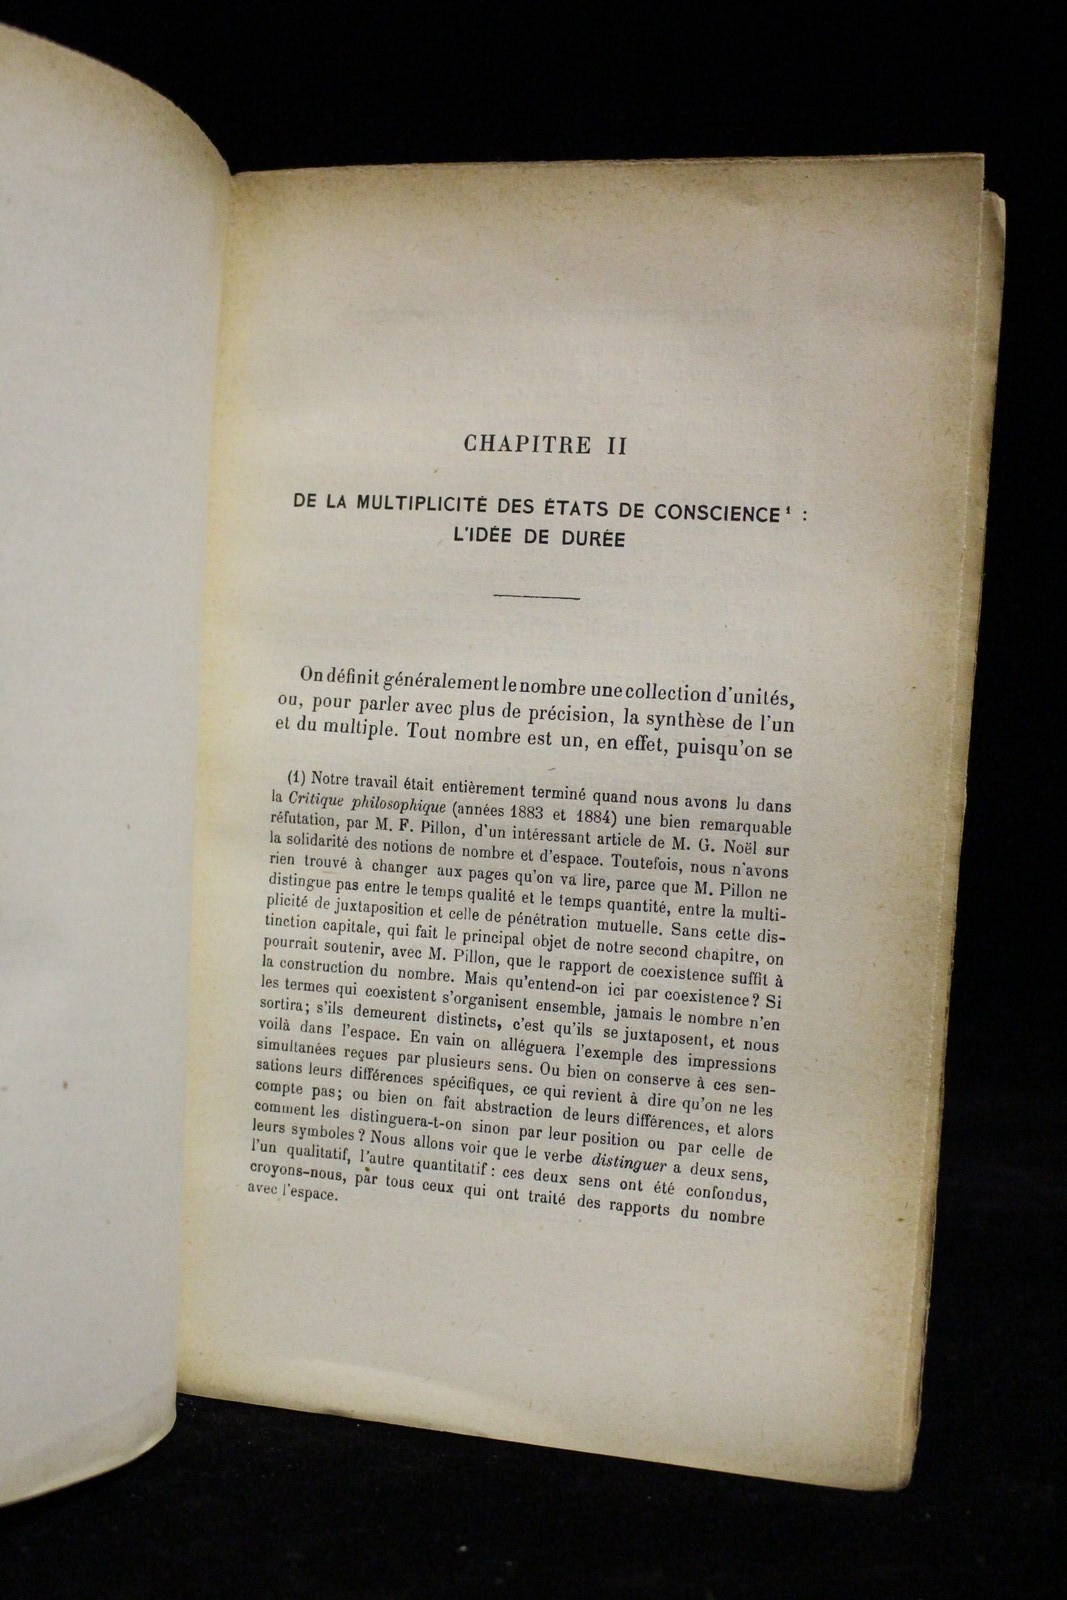 CHAPITRE II
DE LA MULTIPLICITÉ DES ÉTATS DE CONSCIENCE¹ :
L'IDÉE DE DURÉE
On définit généralement le nombre une collection d'unités,
ou, pour parler avec plus de précision, la synthèse de l'un
et du multiple. Tout nombre est un, en effet, puisqu'on se
(1) Notre travail était entièrement terminé quand nous avons lu dans
la Critique philosophique (années 1883 et 1884) une bien remarquable
réfutation, par M. F. Pillon, d'un intéressant article de M. G. Noël sur
la solidarité des notions de nombre et d'espace. Toutefois, nous n'avons
rien trouvé à changer aux pages qu'on va lire, parce que M. Pillon ne
distingue pas entre le temps qualité et le temps quantité, entre la multi-
plicité de juxtaposition et celle de pénétration mutuelle. Sans cette dis-
tinction capitale, qui fait le principal objet de notre second chapitre, on
pourrait soutenir, avec M. Pillon, que le rapport de coexistence suffit à
la construction du nombre. Mais qu'entend-on ici par coexistence ? Si
les termes qui coexistent s'organisent ensemble, jamais le nombre n'en
sortira ; s'ils demeurent distincts, c'est qu'ils se juxtaposent, et nous
voilà dans l'espace. En vain on alléguera l'exemple des impressions
simultanées reçues par plusieurs sens. Ou bien on conserve à ces sen-
sations leurs différences spécifiques, ce qui revient à dire qu'on ne les
compte pas ; ou bien on fait abstraction de leurs différences, et alors
comment les distinguera-t-on sinon par leur position ou par celle de
leurs symboles ? Nous allons voir que le verbe distinguer a deux sens,
l'un qualitatif, l'autre quantitatif : ces deux sens ont été confondus,
croyons-nous, par tous ceux qui ont traité des rapports du nombre
avec l'espace.